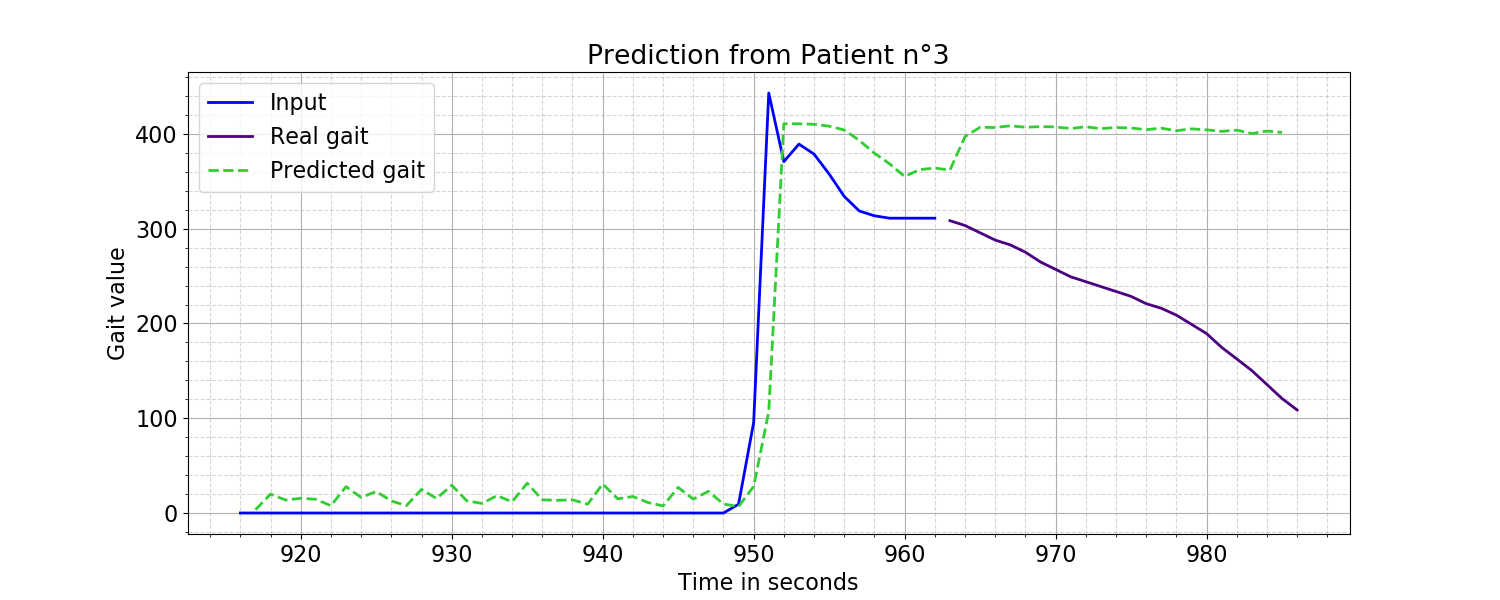 Prediction from Patient n°3
Input
Real gait
Predicted gait
Gait value
400
300
200
100
0
920 930 940 950 960 970 980
Time in seconds